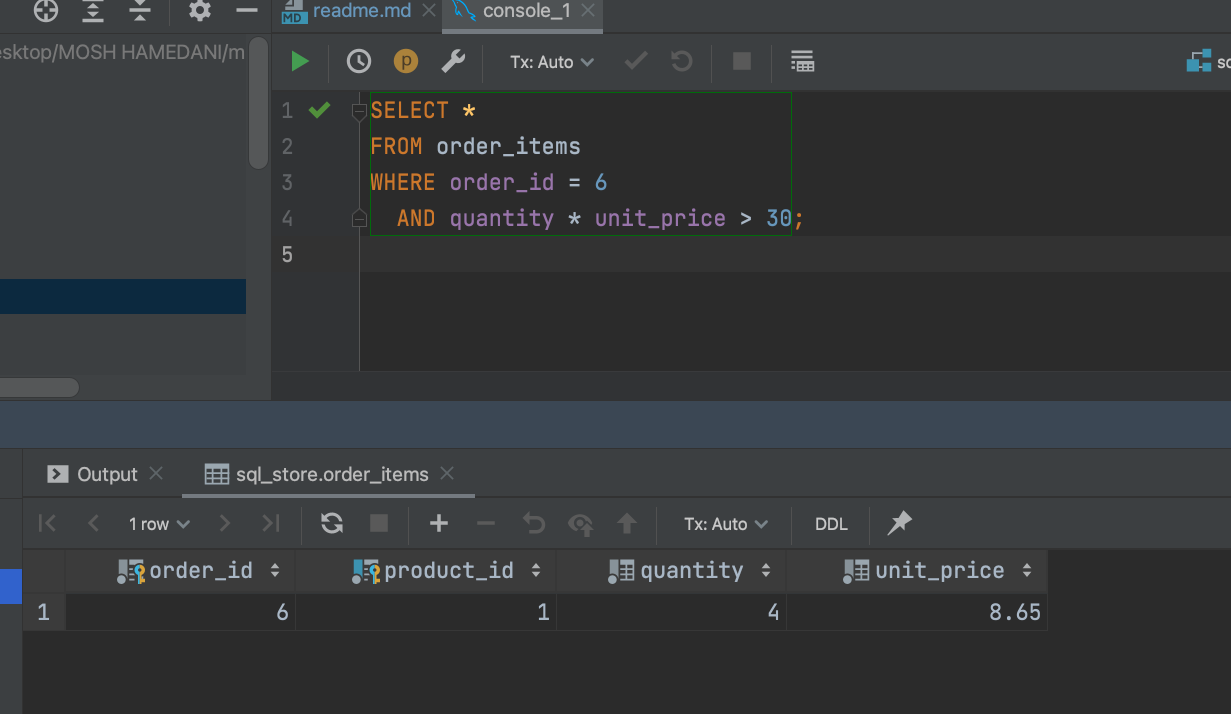 readme.md console_1
esktop/MOSH HAMEDANI/m
P Tx: Auto
1 SELECT *
2 FROM order_items
3 WHERE order_id = 6
4 AND quantity * unit_price > 30;
5
Output sql_store.order_items
1 row Tx: Auto DDL
order_id product_id quantity unit_price
1 6 1 4 8.65